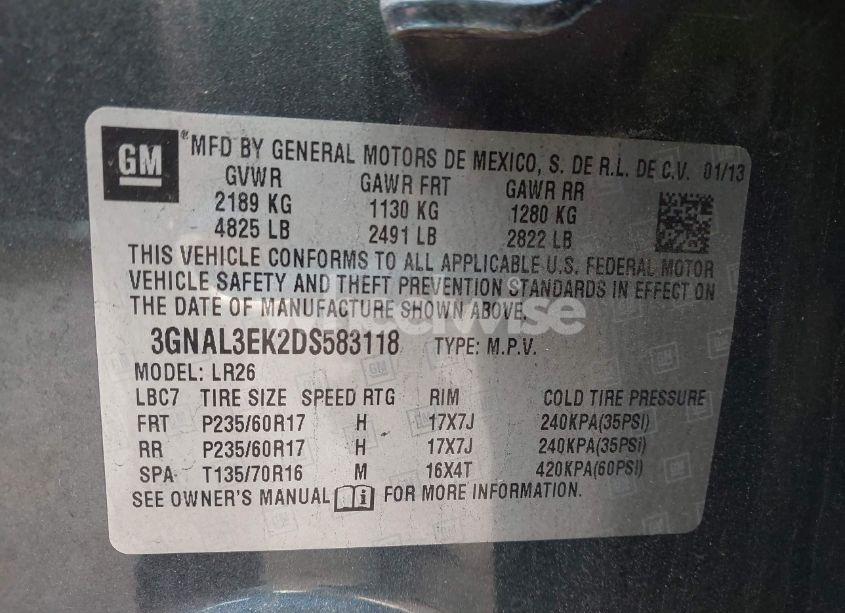 GM
MFD BY GENERAL MOTORS DE MEXICO, S. DE R.L. DE C.V. 01/13
GVWR GAWR FRT GAWR RR
2189 KG 1130 KG 1280 KG
4825 LB 2491 LB 2822 LB
THIS VEHICLE CONFORMS TO ALL APPLICABLE U.S. FEDERAL MOTOR
VEHICLE SAFETY AND THEFT PREVENTION STANDARDS IN EFFECT ON
THE DATE OF MANUFACTURE SHOWN ABOVE.
3GNAL3EK2DS583118 TYPE: M.P.V.
MODEL: LR26
LBC7 TIRE SIZE SPEED RTG RIM COLD TIRE PRESSURE
FRT P235/60R17 H 17X7J 240KPA(35PSI)
RR P235/60R17 H 17X7J 240KPA(35PSI)
SPA T135/70R16 M 16X4T 420KPA(60PSI)
SEE OWNER'S MANUAL FOR MORE INFORMATION.